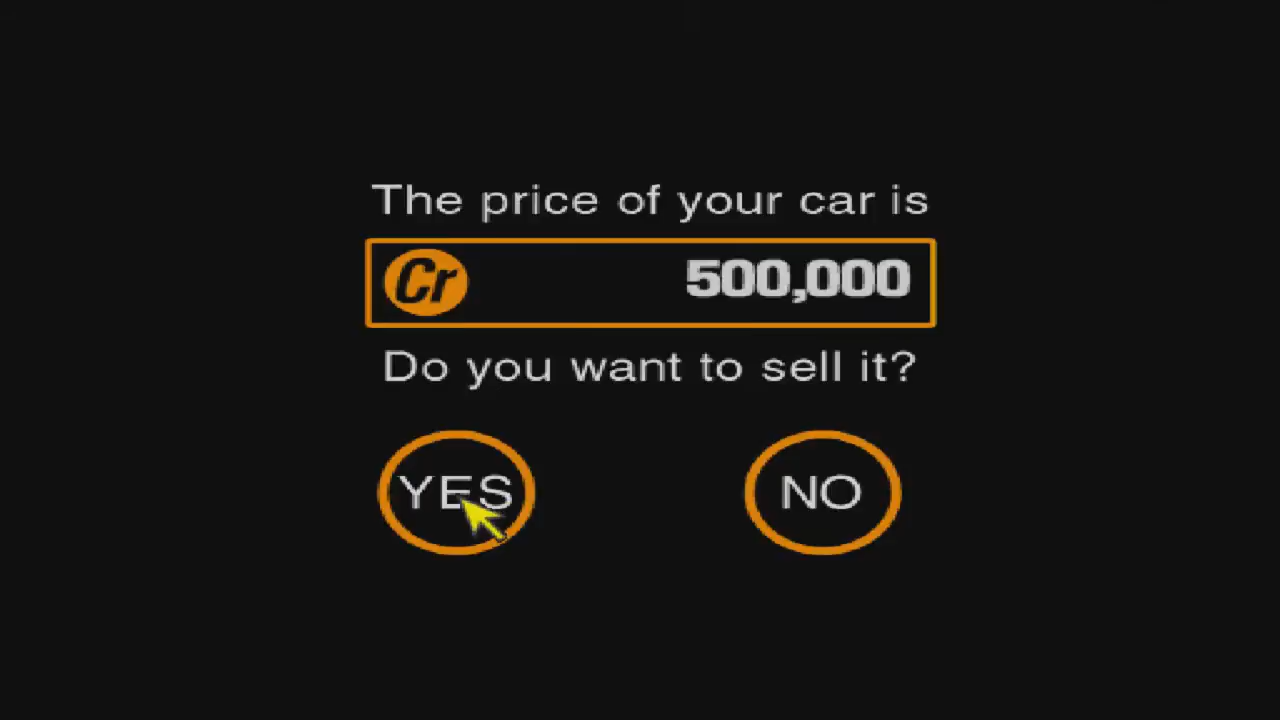 The price of your car is
Cr 500,000
Do you want to sell it?
YES NO